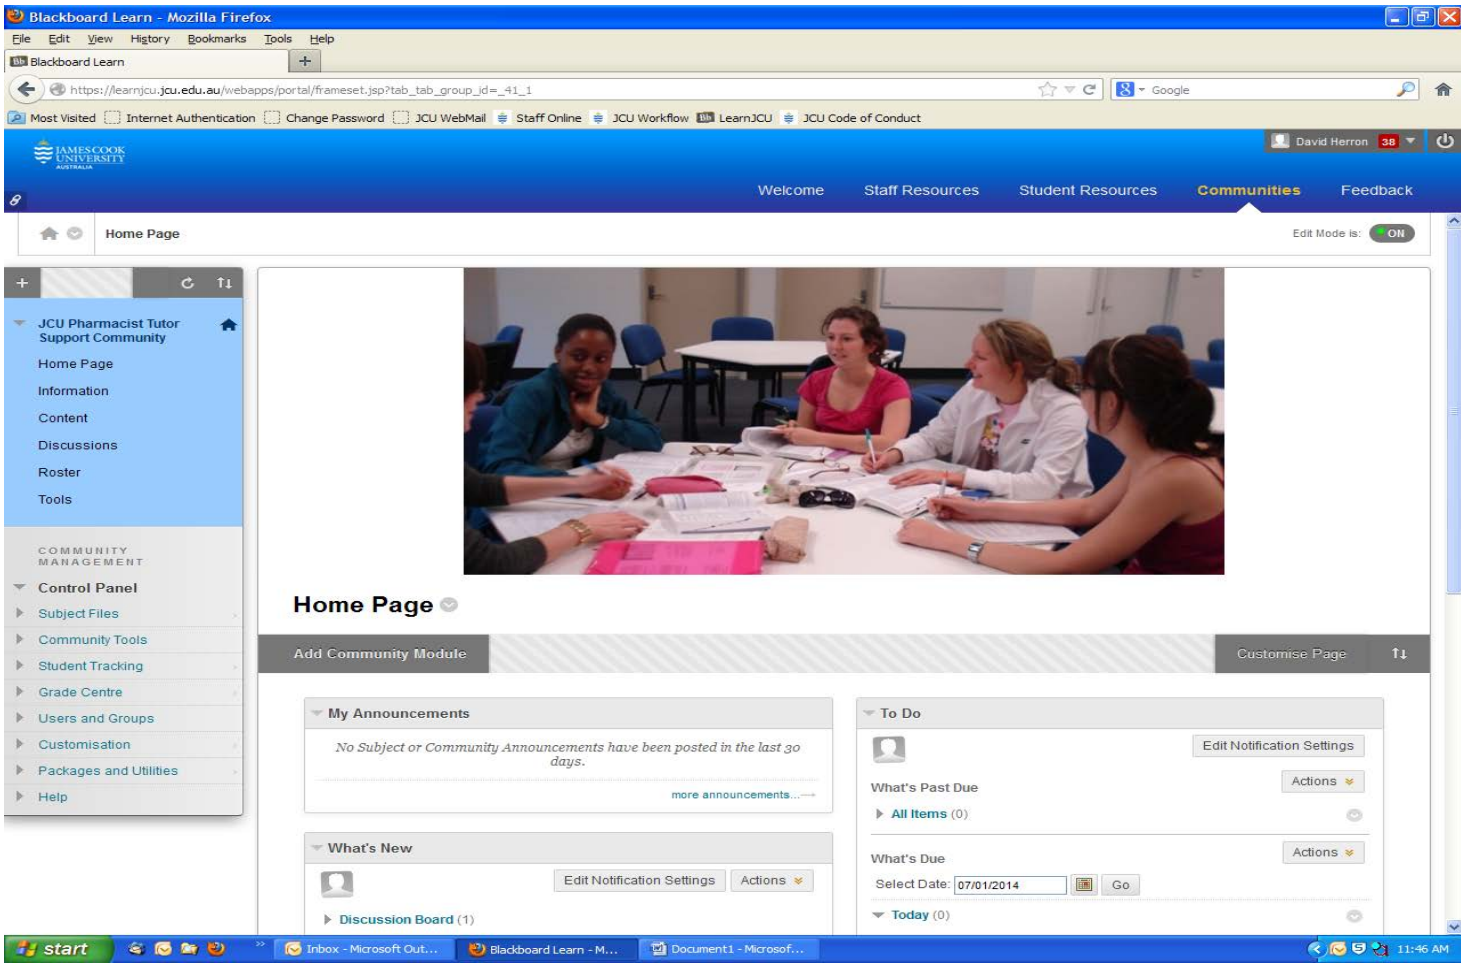 Blackboard Learn - Mozilla Firefox
File Edit View History Bookmarks Tools Help
Bb Blackboard Learn +
https://learnjcu.jcu.edu.au/webapps/portal/frameset.jsp?tab_tab_group_id=_41_1 Google
Most Visited Internet Authentication Change Password JCU WebMail Staff Online JCU Workflow Bb LearnJCU JCU Code of Conduct
JAMES COOK
UNIVERSITY
AUSTRALIA
David Herron 38
Welcome Staff Resources Student Resources Communities Feedback
Home Page Edit Mode is: ON
JCU Pharmacist Tutor
Support Community
Home Page
Information
Content
Discussions
Roster
Tools
COMMUNITY
MANAGEMENT
Control Panel
Subject Files
Community Tools
Student Tracking
Grade Centre
Users and Groups
Customisation
Packages and Utilities
Help
Home Page
Add Community Module Customise Page
My Announcements
No Subject or Community Announcements have been posted in the last 30
days.
more announcements...
What's New
Edit Notification Settings Actions
Discussion Board (1)
To Do
Edit Notification Settings
Actions
What's Past Due
All Items (0)
Actions
What's Due
Select Date: 07/01/2014 Go
Today (0)
start Inbox - Microsoft Out... Blackboard Learn - M... Document1 - Microsof... 11:46 AM